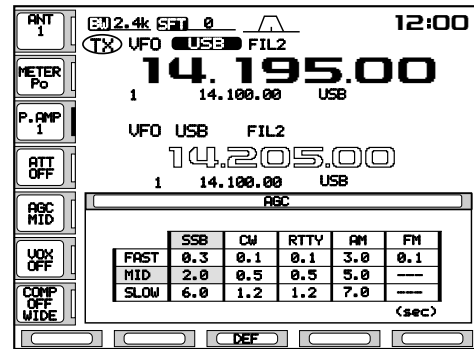 ANT 1
BW 2.4k SFT 0 12:00
TX VFO USB FIL2
METER Po
14.195.00
1 14.100.00 USB
P.AMP 1
VFO USB FIL2
14.205.00
ATT OFF
1 14.100.00 USB
AGC MID
AGC
SSB CW RTTY AM FM
FAST 0.3 0.1 0.1 3.0 0.1
VOX OFF
MID 2.0 0.5 0.5 5.0 ---
SLOW 6.0 1.2 1.2 7.0 ---
COMP OFF WIDE
(sec)
DEF